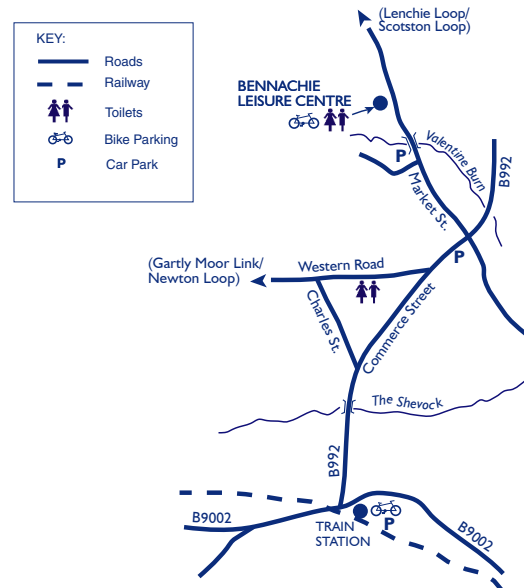 (Lenchie Loop/
Scotston Loop)
KEY:
Roads
Railway
Toilets
Bike Parking
P Car Park
BENNACHIE
LEISURE CENTRE
P
Valentine Burn
Market St.
B992
P
(Gartly Moor Link/
Newton Loop)
Western Road
Charles St.
Commerce Street
The Shevock
B992
B9002
TRAIN
STATION
P
B9002